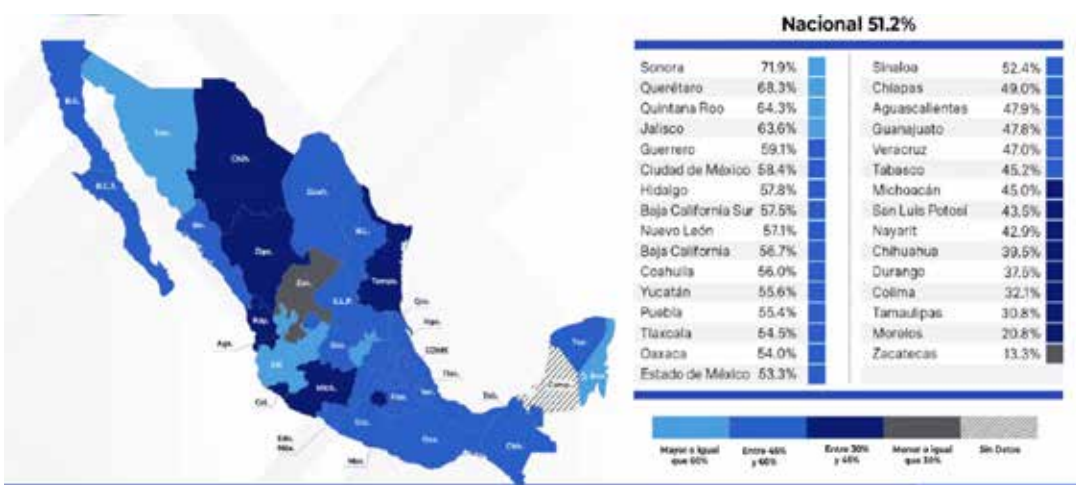 Nacional 51.2%
Sonora 71.9%
Querétaro 68.3%
Quintana Roo 64.3%
Jalisco 63.6%
Guerrero 59.1%
Ciudad de México 58.4%
Hidalgo 57.8%
Baja California Sur 57.5%
Nuevo León 57.1%
Baja California 56.7%
Coahuila 56.0%
Yucatán 55.6%
Puebla 55.4%
Tlaxcala 54.5%
Oaxaca 54.0%
Estado de México 53.3%
Sinaloa 52.4%
Chiapas 49.0%
Aguascalientes 47.9%
Guanajuato 47.8%
Veracruz 47.0%
Tabasco 45.2%
Michoacán 45.0%
San Luis Potosí 43.5%
Nayarit 42.9%
Chihuahua 39.5%
Durango 37.5%
Colima 32.1%
Tamaulipas 30.8%
Morelos 20.8%
Zacatecas 13.3%
B.C.
Son.
Chih.
B.C.S.
Coah.
Sin.
N.L.
Dgo.
Zac.
Tamps.
S.L.P.
Nay.
Ags.
Qro.
Hgo.
CDMX
Gto.
Jal.
Tlax.
Yuc.
Camp.
Mich.
Col.
Ver.
Tab.
Edo.
Méx.
Gro.
Oax.
Chis.
Mor.
Mayor o igual
que 60%
Entre 45%
y 60%
Entre 30%
y 45%
Menor o igual
que 30%
Sin Datos